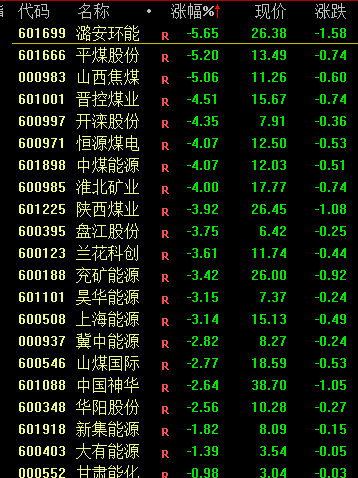 代码 名称 • 涨幅%↑ 现价 涨跌
601699 潞安环能 R -5.65 26.38 -1.58
601666 平煤股份 R -5.20 13.49 -0.74
000983 山西焦煤 R -5.06 11.26 -0.60
601001 晋控煤业 R -4.51 15.67 -0.74
600997 开滦股份 R -4.35 7.91 -0.36
600971 恒源煤电 R -4.07 12.50 -0.53
601898 中煤能源 R -4.07 12.03 -0.51
600985 淮北矿业 R -4.00 17.77 -0.74
601225 陕西煤业 R -3.92 26.45 -1.08
600395 盘江股份 R -3.75 6.42 -0.25
600123 兰花科创 R -3.61 11.74 -0.44
600188 兖矿能源 R -3.42 26.00 -0.92
601101 昊华能源 R -3.15 7.37 -0.24
600508 上海能源 R -3.14 15.13 -0.49
000937 冀中能源 R -2.82 8.27 -0.24
600546 山煤国际 R -2.77 18.59 -0.53
601088 中国神华 R -2.64 38.70 -1.05
600348 华阳股份 R -2.56 10.28 -0.27
601918 新集能源 R -1.82 8.09 -0.15
600403 大有能源 R -1.39 3.54 -0.05
000552 甘肃能化 R -0.98 3.04 -0.03